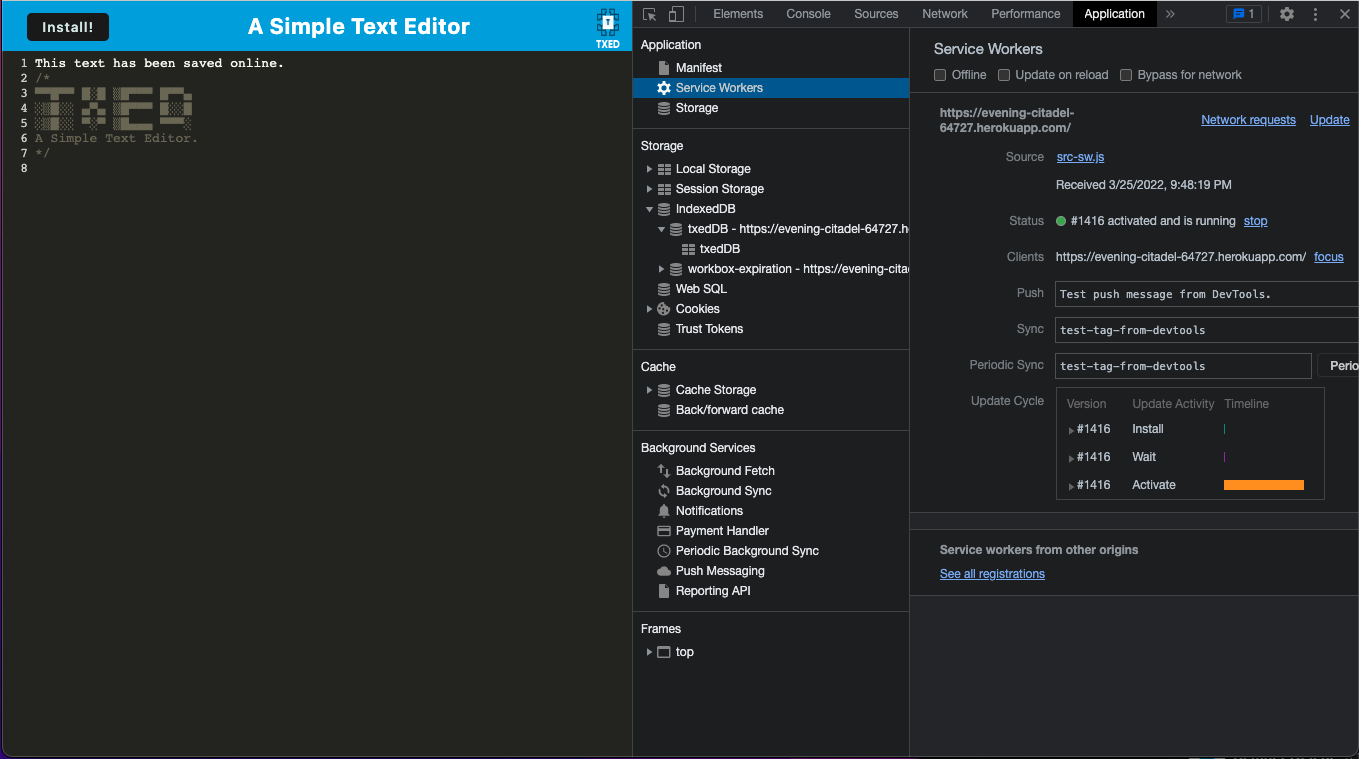 Install!
A Simple Text Editor
TXED
1 This text has been saved online.
2 /*
3
4
5
6 A Simple Text Editor.
7 */
8
Elements Console Sources Network Performance Application » 1
Application
Manifest
Service Workers
Storage
Storage
Local Storage
Session Storage
IndexedDB
txedDB - https://evening-citadel-64727.h
txedDB
workbox-expiration - https://evening-cita
Web SQL
Cookies
Trust Tokens
Cache
Cache Storage
Back/forward cache
Background Services
Background Fetch
Background Sync
Notifications
Payment Handler
Periodic Background Sync
Push Messaging
Reporting API
Frames
top
Service Workers
Offline Update on reload Bypass for network
https://evening-citadel-
64727.herokuapp.com/
Network requests Update
Source src-sw.js
Received 3/25/2022, 9:48:19 PM
Status #1416 activated and is running stop
Clients https://evening-citadel-64727.herokuapp.com/ focus
Push Test push message from DevTools.
Sync test-tag-from-devtools
Periodic Sync test-tag-from-devtools Perio
Update Cycle Version Update Activity Timeline
#1416 Install
#1416 Wait
#1416 Activate
Service workers from other origins
See all registrations